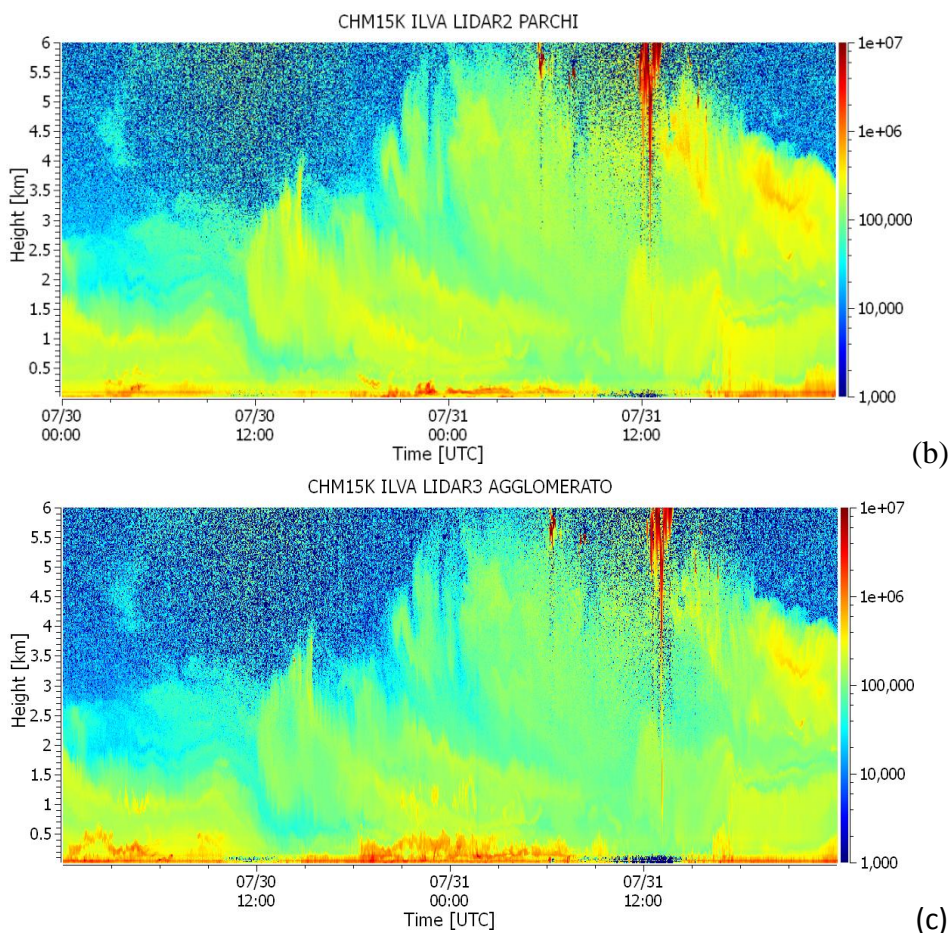 CHM15K ILVA LIDAR2 PARCHI
6
5.5
5
4.5
4
3.5
3
2.5
2
1.5
1
0.5
Height [km]
1e+07
1e+06
100,000
10,000
1,000
07/30 07/30 07/31 07/31
00:00 12:00 00:00 12:00
Time [UTC]
(b)
CHM15K ILVA LIDAR3 AGGLOMERATO
6
5.5
5
4.5
4
3.5
3
2.5
2
1.5
1
0.5
Height [km]
1e+07
1e+06
100,000
10,000
1,000
07/30 07/31 07/31
12:00 00:00 12:00
Time [UTC]
(c)